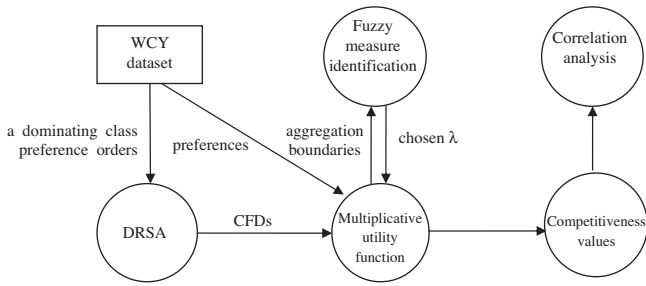 WCY
dataset
Fuzzy
measure
identification
Correlation
analysis
a dominating class
preference orders
preferences
aggregation
boundaries
chosen λ
DRSA
CFDs
Multiplicative
utility
function
Competitiveness
values